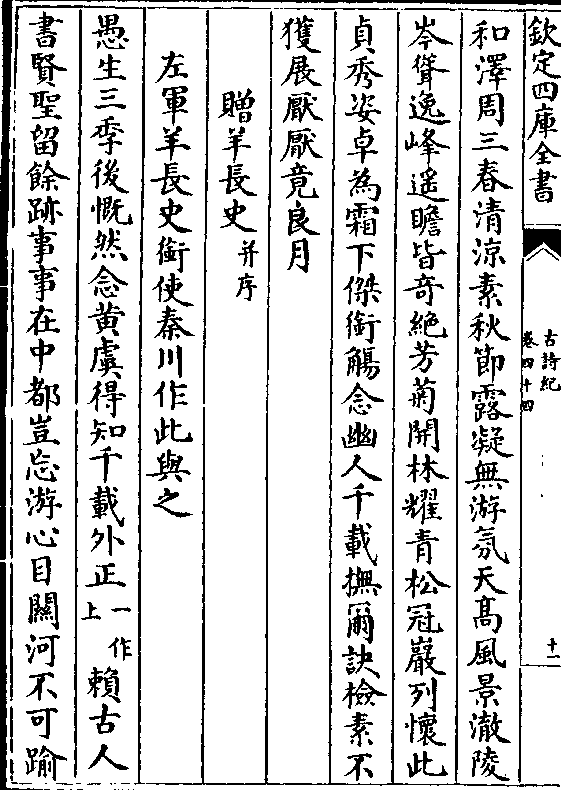 欽定四庫全書
古詩紀
卷四十四
十一
和澤周三春清涼素秋節露凝無游氛天髙風景澈陵
岑聳逸峰遥瞻皆竒絶芳菊開林耀青松冠巖列懷此
貞秀姿卓為霜下傑銜觴念幽人千載撫爾訣檢素不
獲展厭厭竟良月
贈羊長史并序
左軍羊長史銜使秦川作此與之
愚生三季後慨然念黄虞得知千載外正一作上賴古人
書賢聖留餘跡事事在中都豈忘游心目關河不可踰